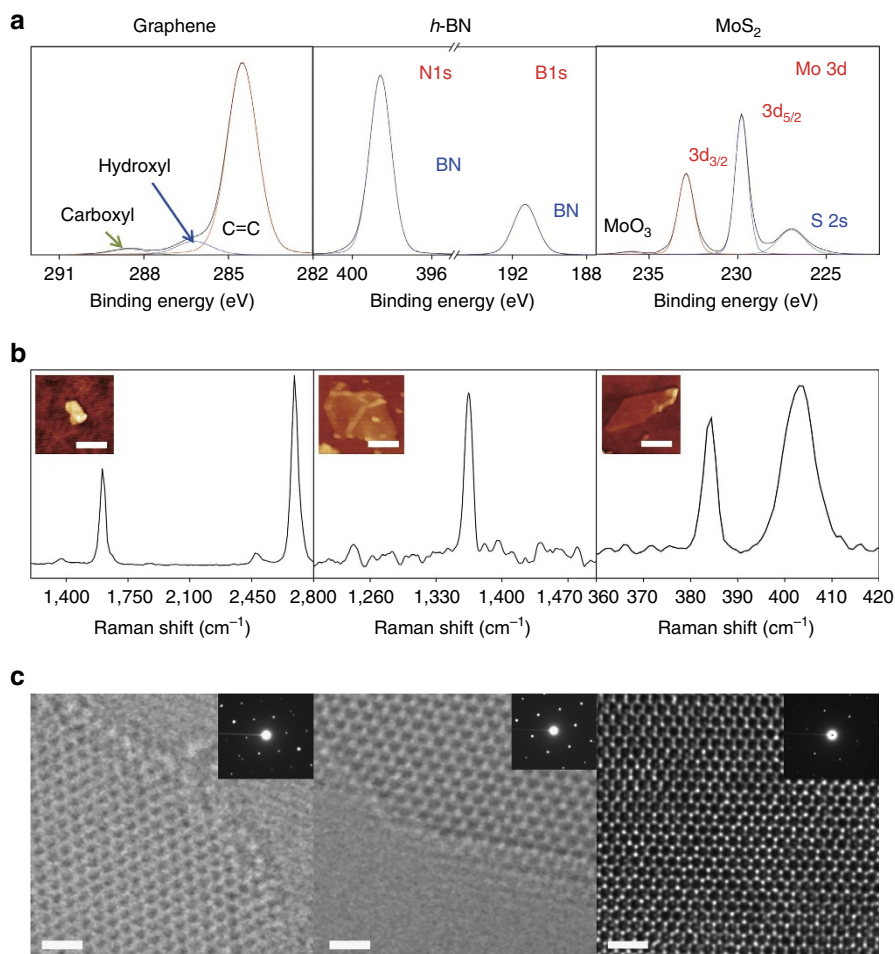 a
Graphene
h-BN
MoS2
N1s
B1s
Mo 3d
3d5/2
3d3/2
Hydroxyl
BN
Carboxyl
C=C
BN
S 2s
MoO3
291 288 285 282
400 396 192 188
235 230 225
Binding energy (eV)
Binding energy (eV)
Binding energy (eV)
b
1,400 1,750 2,100 2,450 2,800
1,260 1,330 1,400 1,470
360 370 380 390 400 410 420
Raman shift (cm−1)
Raman shift (cm−1)
Raman shift (cm−1)
c